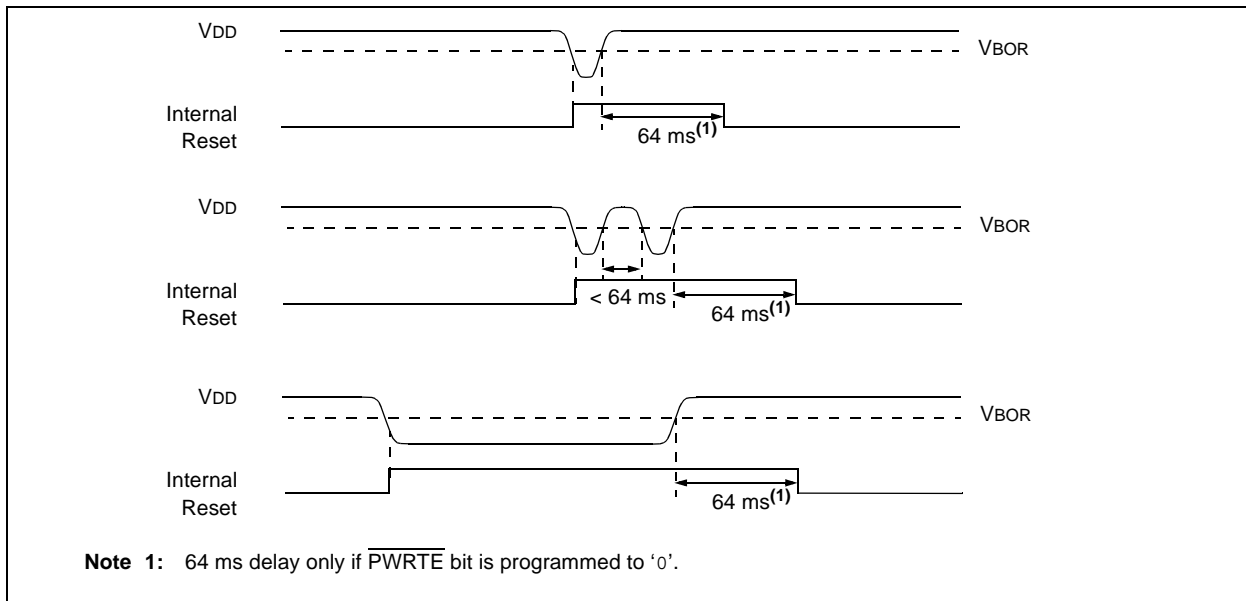 VDD
VBOR
Internal
Reset
64 ms(1)
VDD
VBOR
Internal
Reset
< 64 ms
64 ms(1)
VDD
VBOR
Internal
Reset
64 ms(1)
Note 1: 64 ms delay only if PWRTE bit is programmed to ‘0’.